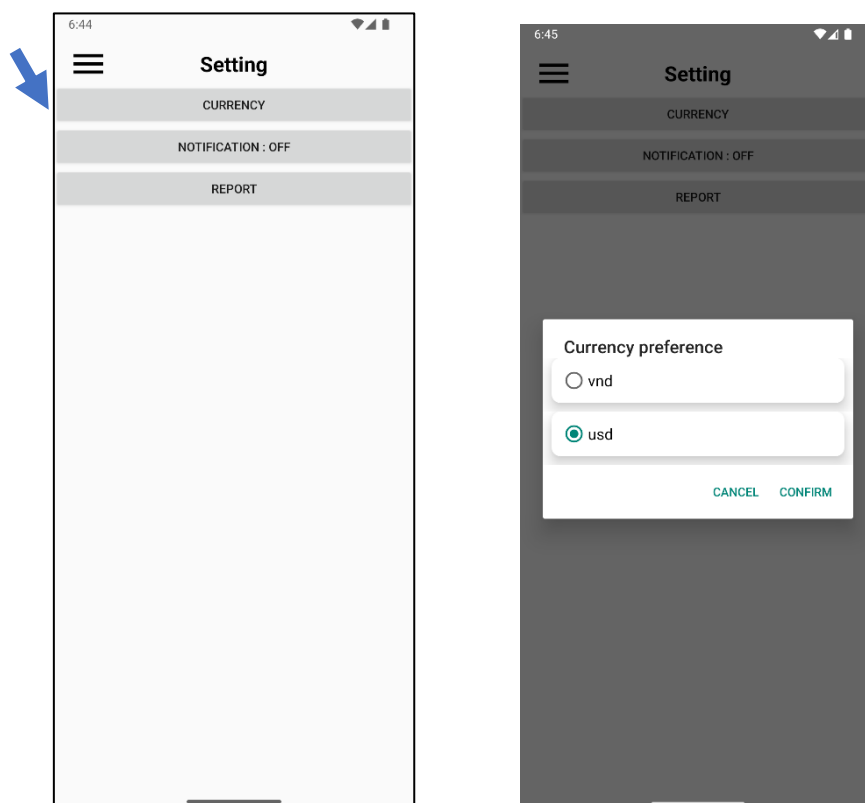 6:44
Setting
CURRENCY
NOTIFICATION : OFF
REPORT
6:45
Setting
CURRENCY
NOTIFICATION : OFF
REPORT
Currency preference
vnd
usd
CANCEL CONFIRM